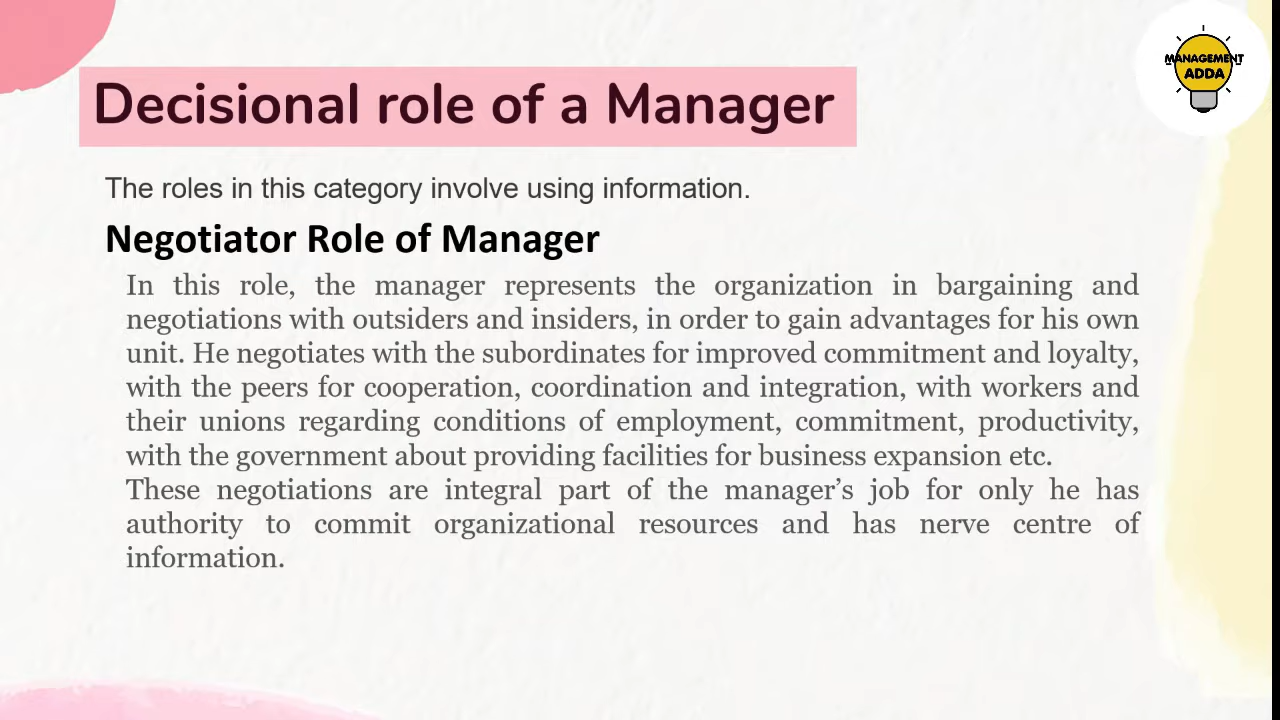 MANAGEMENT
ADDA
Decisional role of a Manager
The roles in this category involve using information.
Negotiator Role of Manager
In this role, the manager represents the organization in bargaining and
negotiations with outsiders and insiders, in order to gain advantages for his own
unit. He negotiates with the subordinates for improved commitment and loyalty,
with the peers for cooperation, coordination and integration, with workers and
their unions regarding conditions of employment, commitment, productivity,
with the government about providing facilities for business expansion etc.
These negotiations are integral part of the manager’s job for only he has
authority to commit organizational resources and has nerve centre of
information.